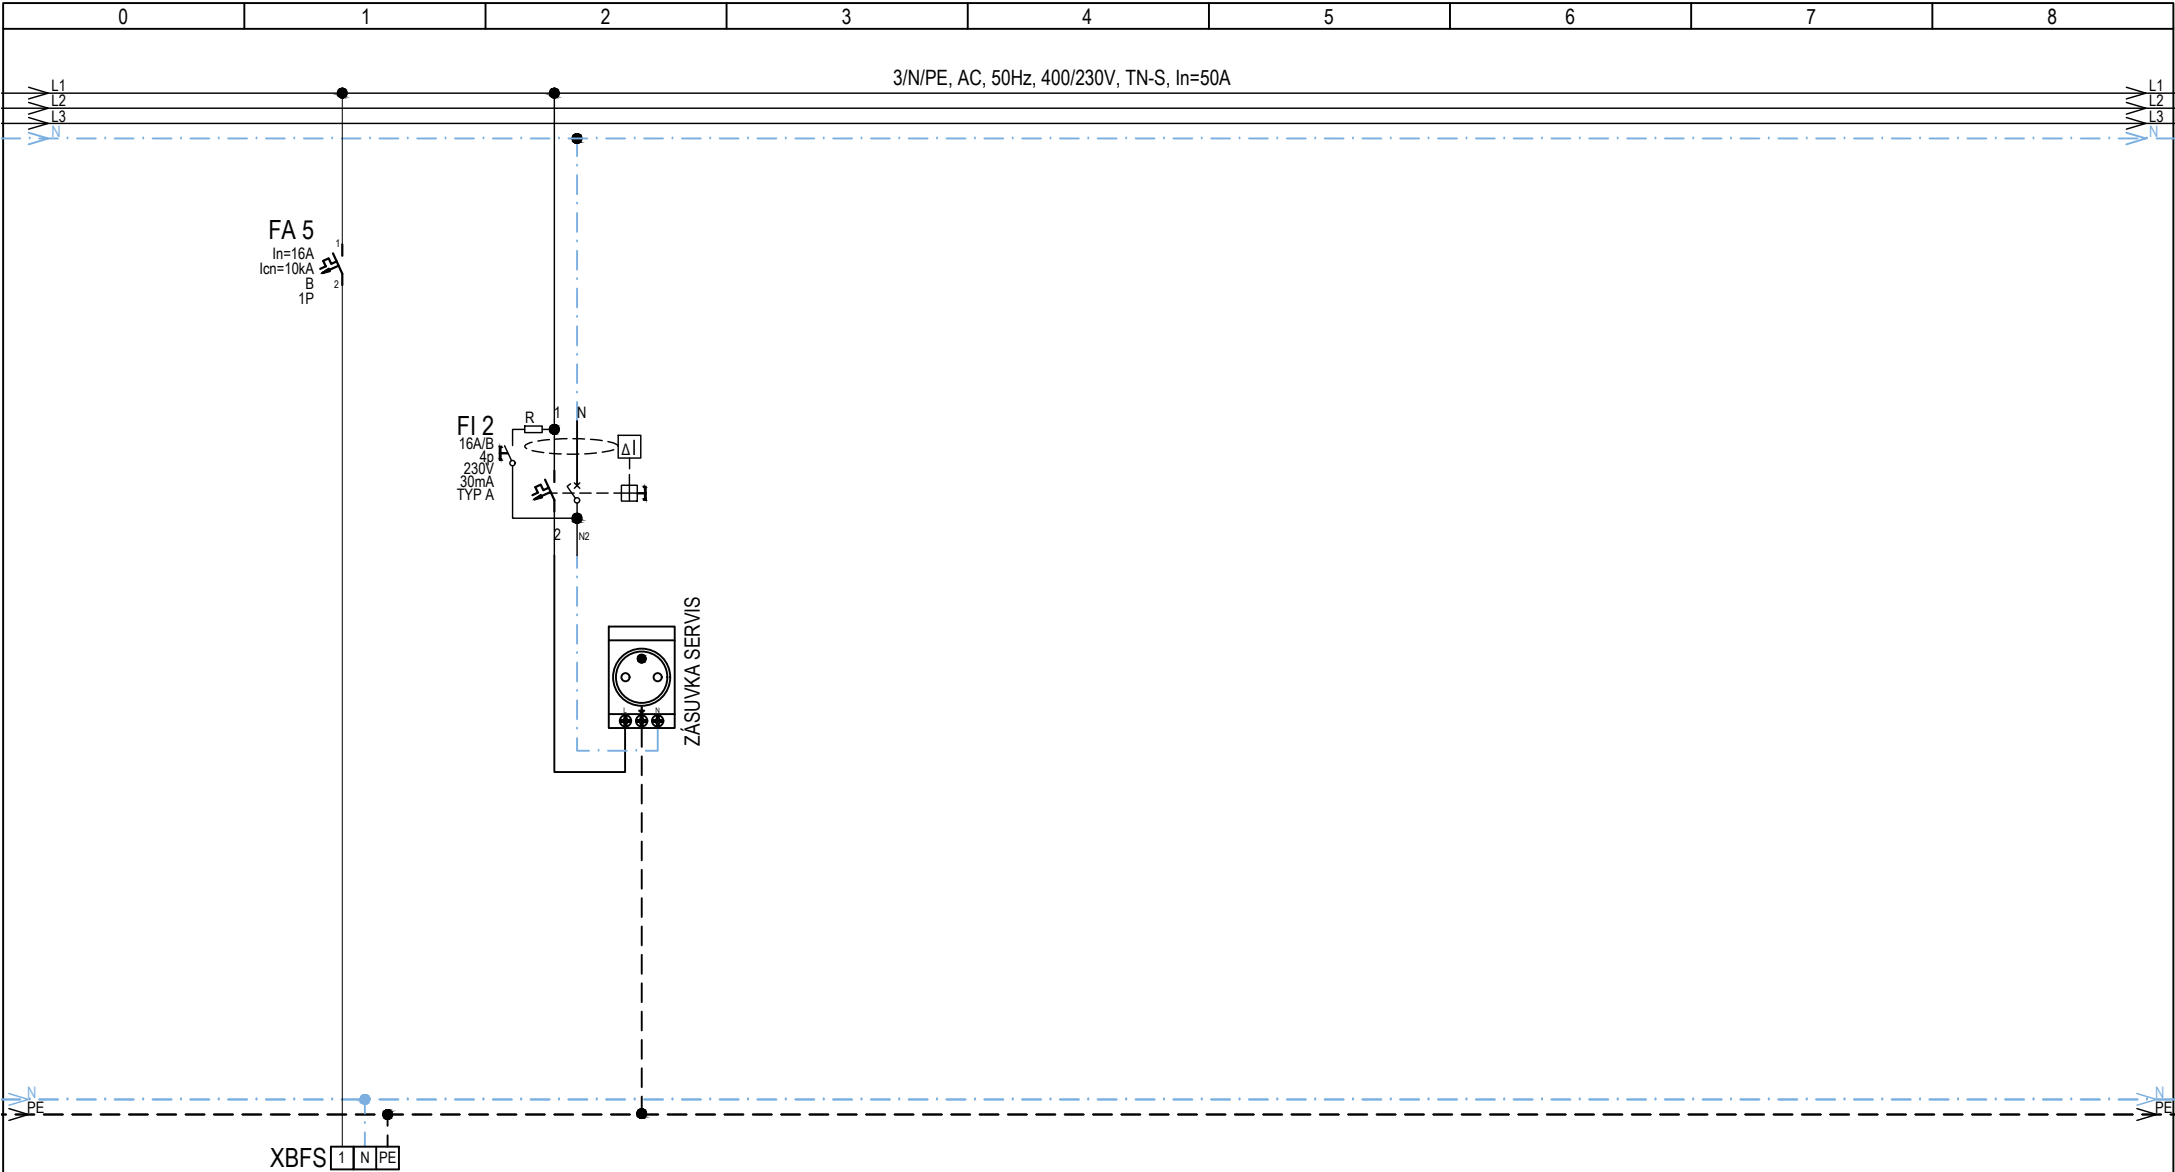 0 1 2 3 4 5 6 7 8
3/N/PE, AC, 50Hz, 400/230V, TN-S, In=50A
L1 L1
L2 L2
L3 L3
N N
FA 5
In=16A
Icn=10kA
B
1P
1
2
FI 2
16A/B
4p
230V
30mA
TYP A
R
1 N
ΔI
2 N2
ZÁSUVKA SERVIS
L N
N N
PE PE
XBFS 1 N PE